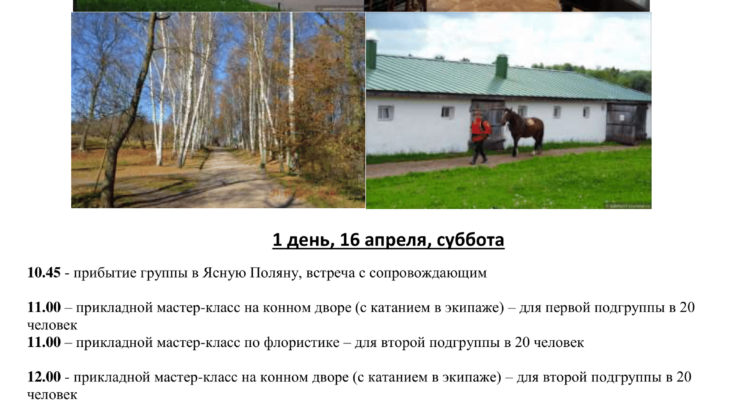 1 день, 16 апреля, суббота
10.45 - прибытие группы в Ясную Поляну, встреча с сопровождающим
11.00 – прикладной мастер-класс на конном дворе (с катанием в экипаже) – для первой подгруппы в 20
человек
11.00 – прикладной мастер-класс по флористике – для второй подгруппы в 20 человек
12.00 - прикладной мастер-класс на конном дворе (с катанием в экипаже) – для второй подгруппы в 20
человек